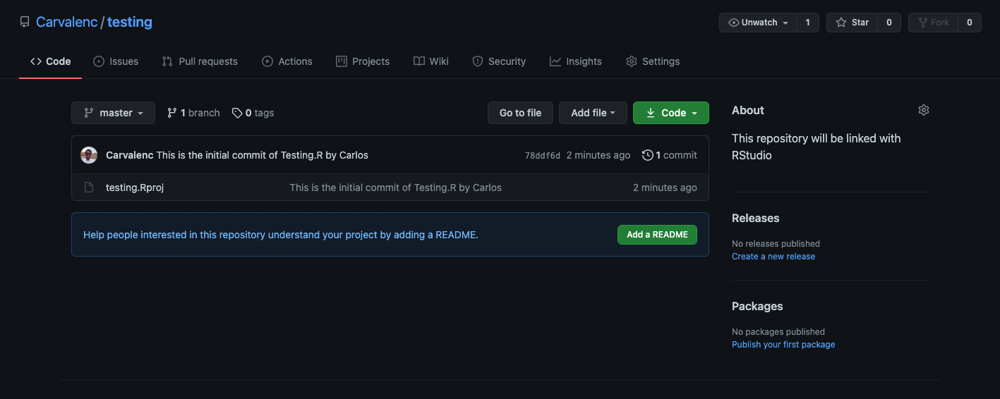 Carvalenc / testing
Unwatch 1 Star 0 Fork 0
Code Issues Pull requests Actions Projects Wiki Security Insights Settings
master 1 branch 0 tags Go to file Add file Code
Carvalenc This is the initial commit of Testing.R by Carlos 78ddf6d 2 minutes ago 1 commit
testing.Rproj This is the initial commit of Testing.R by Carlos 2 minutes ago
Help people interested in this repository understand your project by adding a README. Add a README
About
This repository will be linked with
RStudio
Releases
No releases published
Create a new release
Packages
No packages published
Publish your first package